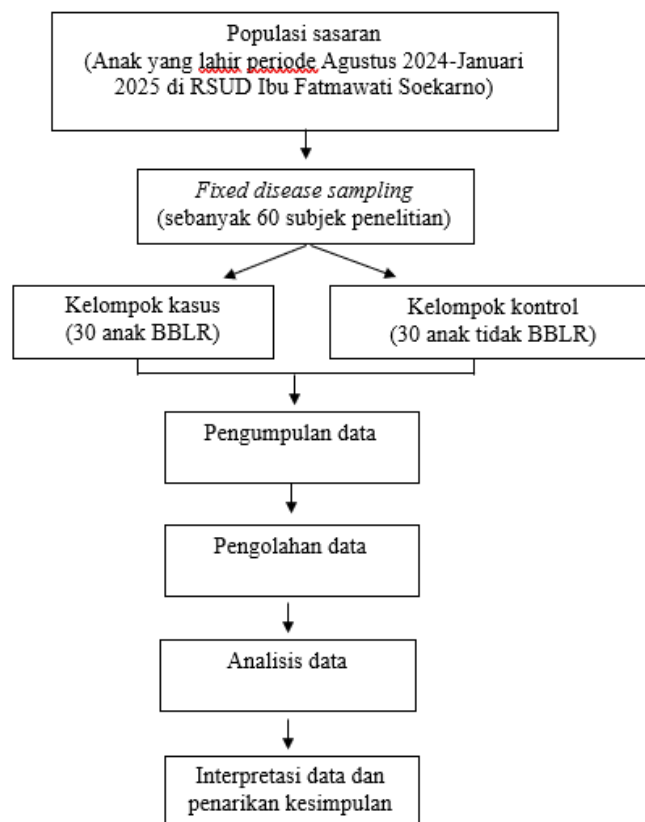 Populasi sasaran
(Anak yang lahir periode Agustus 2024-Januari
2025 di RSUD Ibu Fatmawati Soekarno)
Fixed disease sampling
(sebanyak 60 subjek penelitian)
Kelompok kasus
(30 anak BBLR)
Kelompok kontrol
(30 anak tidak BBLR)
Pengumpulan data
Pengolahan data
Analisis data
Interpretasi data dan
penarikan kesimpulan